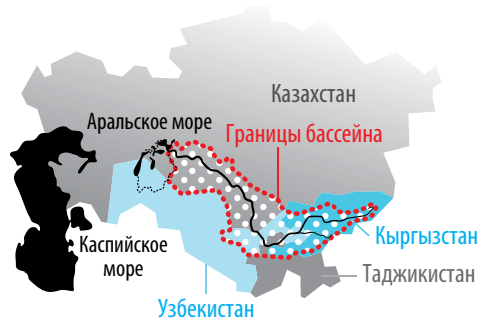 Казахстан
Аральское море
Границы бассейна
Каспийское
море
Кыргызстан
Таджикистан
Узбекистан